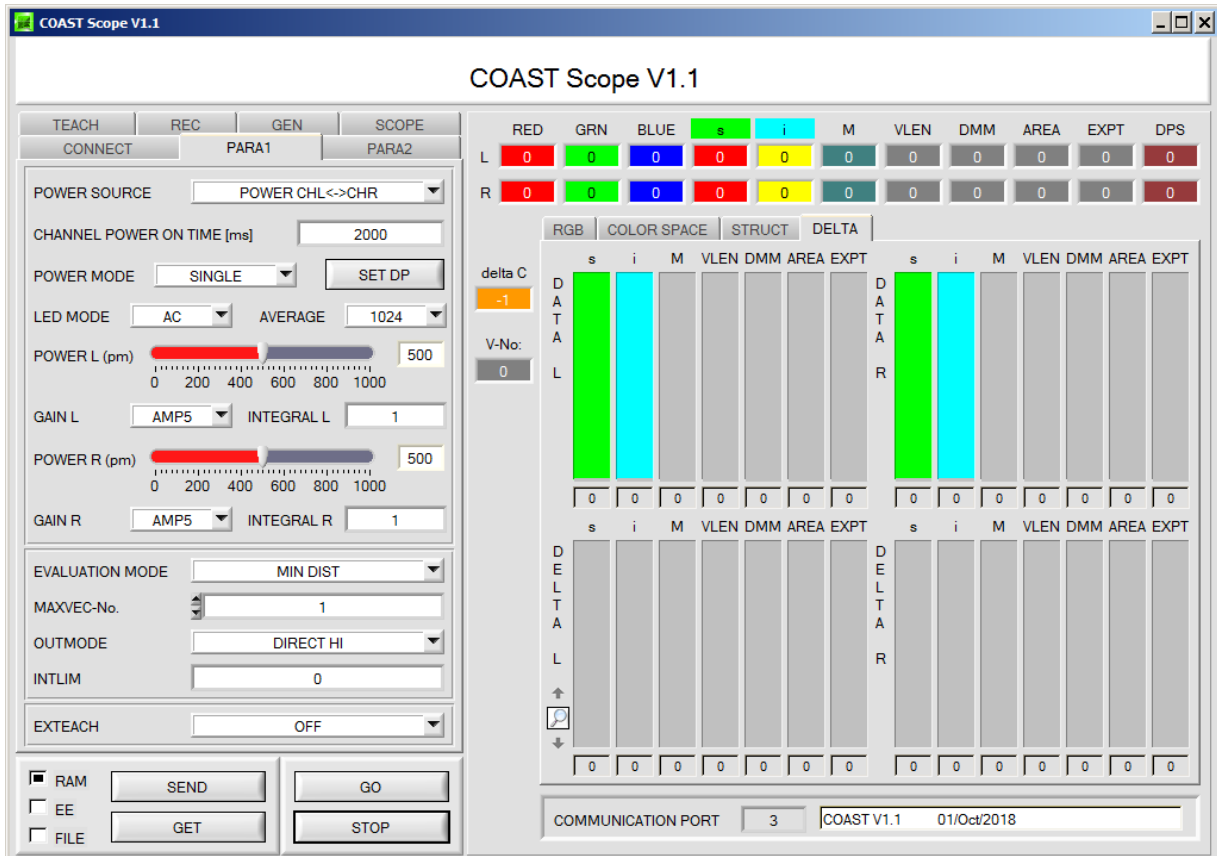 COAST Scope V1.1
COAST Scope V1.1
TEACH REC GEN SCOPE
CONNECT PARA1 PARA2
POWER SOURCE POWER CHL<->CHR
CHANNEL POWER ON TIME [ms] 2000
POWER MODE SINGLE SET DP
LED MODE AC AVERAGE 1024
POWER L (pm) 500
0 200 400 600 800 1000
GAIN L AMP5 INTEGRAL L 1
POWER R (pm) 500
0 200 400 600 800 1000
GAIN R AMP5 INTEGRAL R 1
EVALUATION MODE MIN DIST
MAXVEC-No. 1
OUTMODE DIRECT HI
INTLIM 0
EXTEACH OFF
RAM SEND GO
EE
GET STOP
FILE
RED GRN BLUE s i M VLEN DMM AREA EXPT DPS
L 0 0 0 0 0 0 0 0 0 0 0
R 0 0 0 0 0 0 0 0 0 0 0
RGB COLOR SPACE STRUCT DELTA
delta C
-1
V-No:
0
s i M VLEN DMM AREA EXPT
DATA L
0 0 0 0 0 0 0
s i M VLEN DMM AREA EXPT
DATA R
0 0 0 0 0 0 0
s i M VLEN DMM AREA EXPT
DELTA L
0 0 0 0 0 0 0
s i M VLEN DMM AREA EXPT
DELTA R
0 0 0 0 0 0 0
COMMUNICATION PORT 3 COAST V1.1 01/Oct/2018